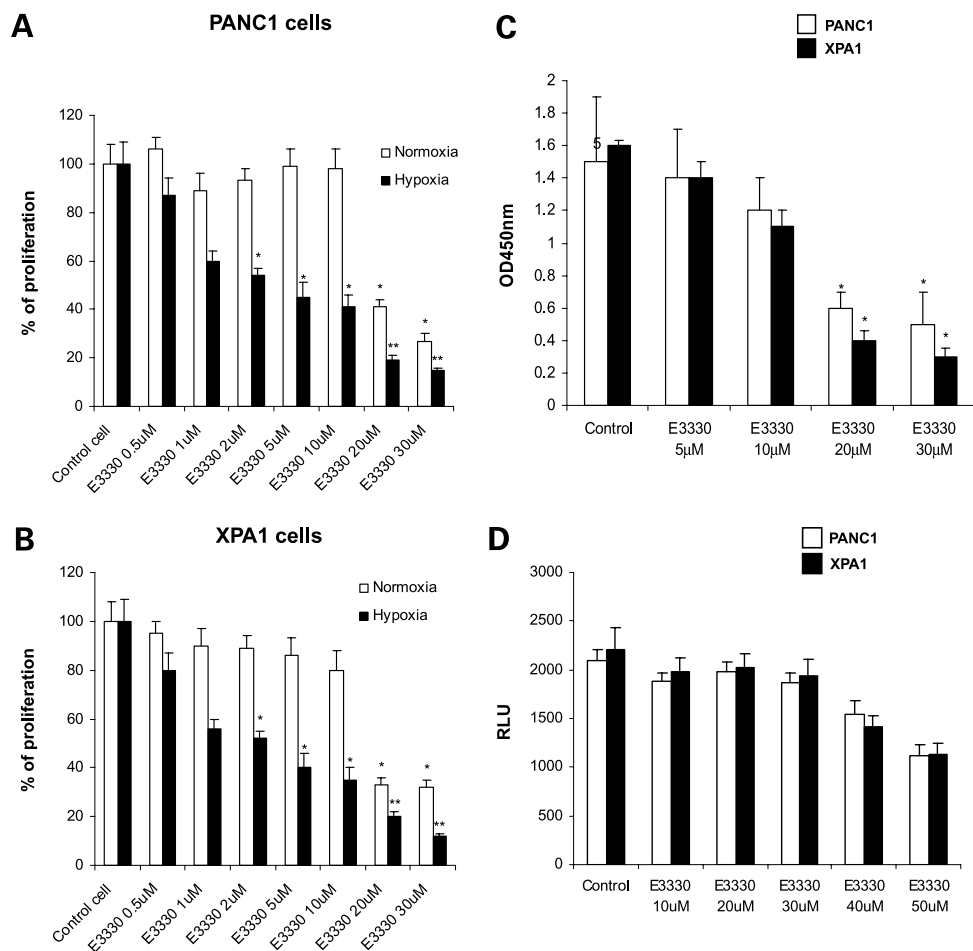 A
PANC1 cells
% of proliferation
120
100
80
60
40
20
0
Normoxia
Hypoxia
*
*
*
*
**
*
**
Control cell
E3330 0.5uM
E3330 1uM
E3330 2uM
E3330 5uM
E3330 10uM
E3330 20uM
E3330 30uM
B
XPA1 cells
% of proliferation
120
100
80
60
40
20
0
Normoxia
Hypoxia
*
*
*
*
**
*
**
Control cell
E3330 0.5uM
E3330 1uM
E3330 2uM
E3330 5uM
E3330 10uM
E3330 20uM
E3330 30uM
C
PANC1
XPA1
OD450nm
2
1.8
1.6
1.4
1.2
1
0.8
0.6
0.4
0.2
0
5
*
*
*
*
Control
E3330
5μM
E3330
10μM
E3330
20μM
E3330
30μM
D
PANC1
XPA1
RLU
3000
2500
2000
1500
1000
500
0
Control
E3330
10uM
E3330
20uM
E3330
30uM
E3330
40uM
E3330
50uM